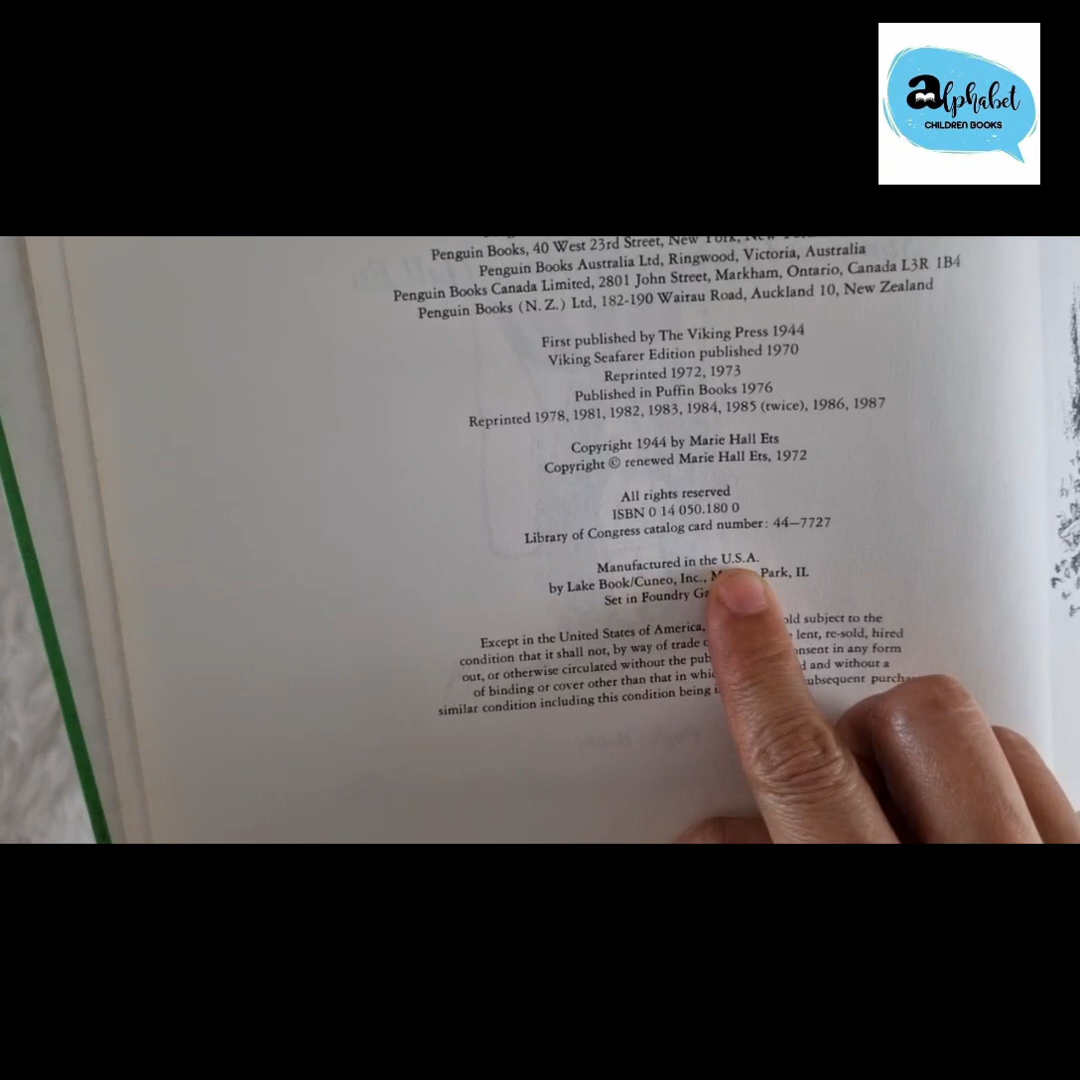 alphabet
CHILDREN BOOKS
Penguin Books, 40 West 23rd Street, New York, New
Penguin Books Australia Ltd, Ringwood, Victoria, Australia
Penguin Books Canada Limited, 2801 John Street, Markham, Ontario, Canada L3R 1B4
Penguin Books (N.Z.) Ltd, 182-190 Wairau Road, Auckland 10, New Zealand
First published by The Viking Press 1944
Viking Seafarer Edition published 1970
Reprinted 1972, 1973
Published in Puffin Books 1976
Reprinted 1978, 1981, 1982, 1983, 1984, 1985 (twice), 1986, 1987
Copyright 1944 by Marie Hall Ets
Copyright © renewed Marie Hall Ets, 1972
All rights reserved
ISBN 0 14 050.180 0
Library of Congress catalog card number: 44—7727
Manufactured in the U.S.A.
by Lake Book/Cuneo, Inc., Park, IL
Set in Foundry
Except in the United States of America, subject to the
condition that it shall not, by way of trade lent, re-sold, hired
out, or otherwise circulated without the in any form
of binding or cover other than that in and without a
similar condition including this condition being